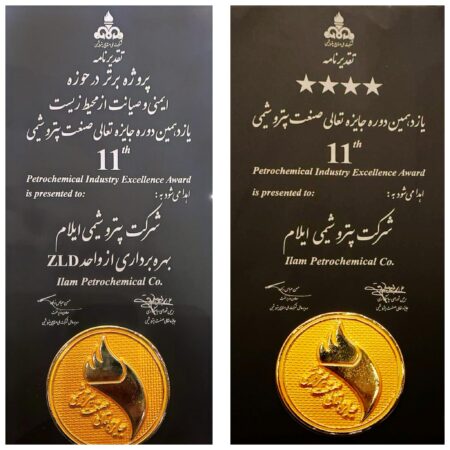 تقدیرنامه
پروژه برتر در حوزه
ایمنی و صیانت از محیط زیست
یازدهمین دوره جایزه تعالی صنعت پتروشیمی
11th
Petrochemical Industry Excellence Award
is presented to:
اهدا می‌شود به:
شرکت پتروشیمی ایلام
بهره‌برداری از واحد ZLD
Ilam Petrochemical Co.
تقدیرنامه
یازدهمین دوره جایزه تعالی صنعت پتروشیمی
11th
Petrochemical Industry Excellence Award
is presented to:
اهدا می‌شود به:
شرکت پتروشیمی ایلام
Ilam Petrochemical Co.